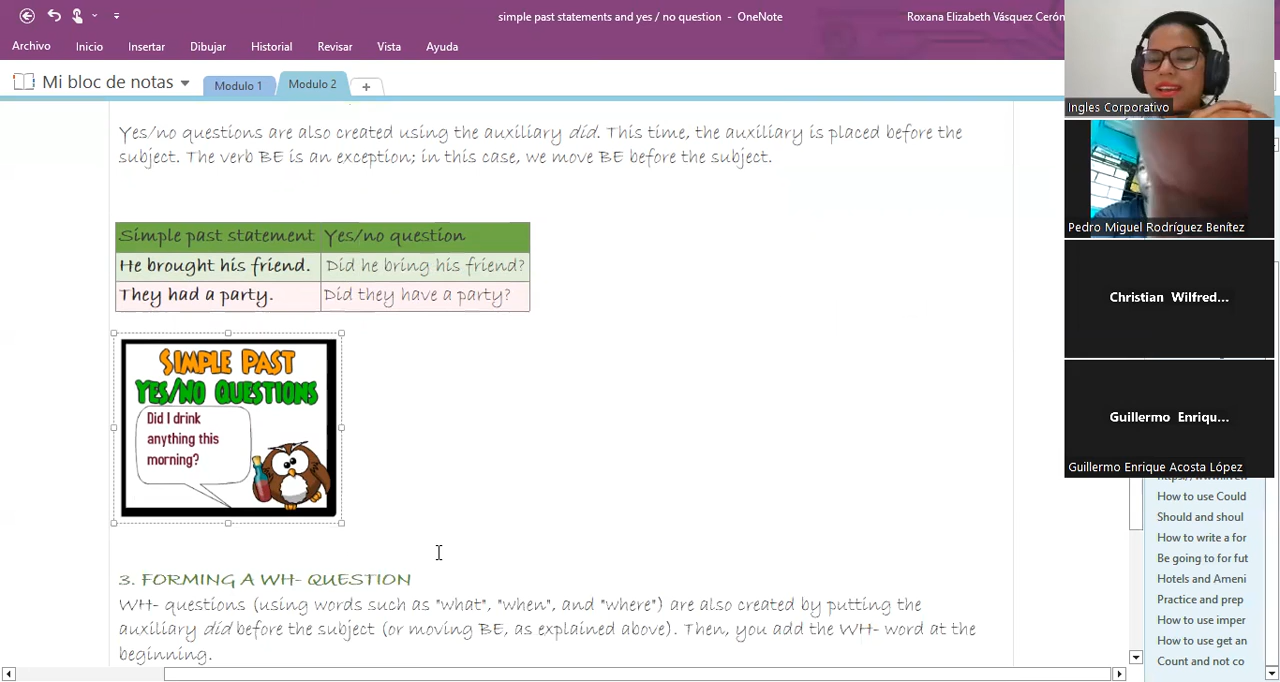 simple past statements and yes / no question - OneNote
Roxana Elizabeth Vásquez Cerón
Archivo Inicio Insertar Dibujar Historial Revisar Vista Ayuda
Mi bloc de notas Modulo 1 Modulo 2 +
Ingles Corporativo
Yes/no questions are also created using the auxiliary did. This time, the auxiliary is placed before the
subject. The verb BE is an exception; in this case, we move BE before the subject.
Pedro Miguel Rodríguez Benítez
Simple past statement Yes/no question
He brought his friend. Did he bring his friend?
They had a party. Did they have a party?
Christian Wilfred...
SIMPLE PAST
YES/NO QUESTIONS
Did I drink
anything this
morning?
Guillermo Enriqu...
Guillermo Enrique Acosta López
How to use Could
Should and shoul
How to write a for
Be going to for fut
Hotels and Ameni
Practice and prep
How to use imper
How to use get an
Count and not co
3. FORMING A WH- QUESTION
WH- questions (using words such as "what", "when", and "where") are also created by putting the
auxiliary did before the subject (or moving BE, as explained above). Then, you add the WH- word at the
beginning.